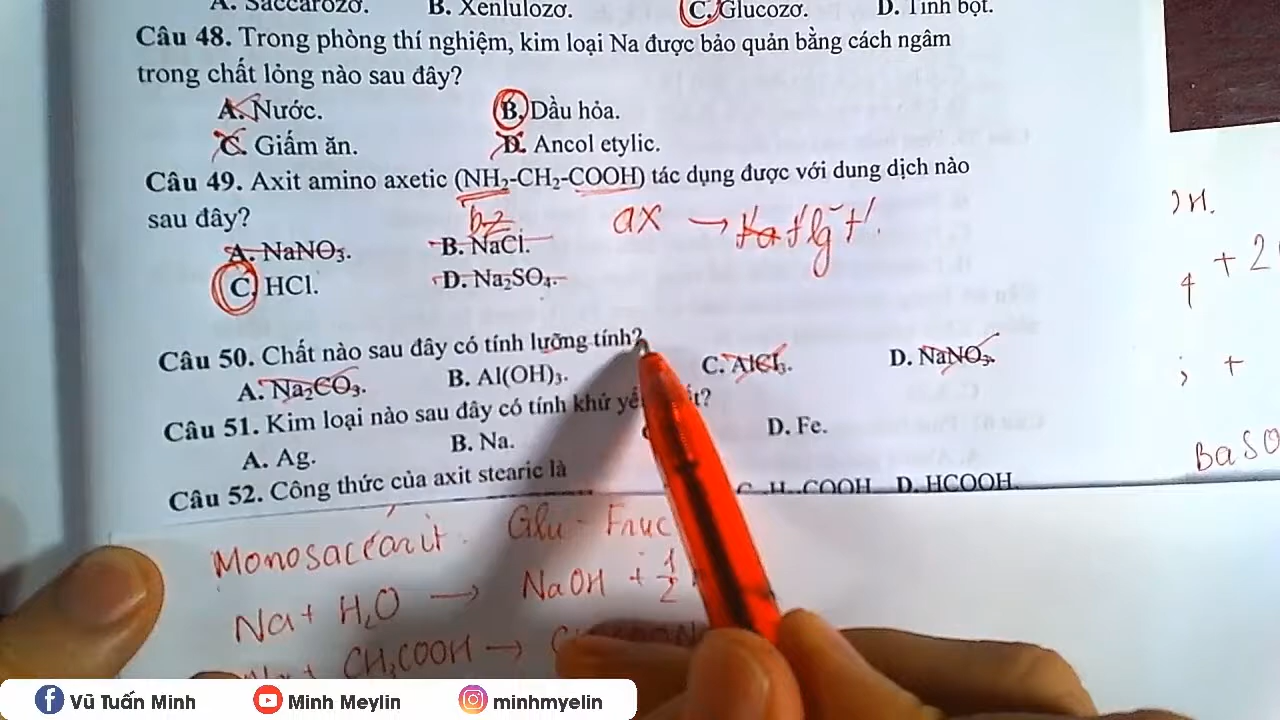 A. Saccarozơ. B. Xenlulozơ. C. Glucozơ. D. Tinh bột.
Câu 48. Trong phòng thí nghiệm, kim loại Na được bảo quản bằng cách ngâm
trong chất lỏng nào sau đây?
A. Nước. B. Dầu hỏa.
C. Giấm ăn. D. Ancol etylic.
Câu 49. Axit amino axetic (NH₂-CH₂-COOH) tác dụng được với dung dịch nào
sau đây?
bz ax →
A. NaNO₃. B. NaCl.
C. HCl. D. Na₂SO₄.
Câu 50. Chất nào sau đây có tính lưỡng tính?
A. Na₂CO₃. B. Al(OH)₃. C. AlCl₃. D. NaNO₃.
Câu 51. Kim loại nào sau đây có tính khử
A. Ag. B. Na. D. Fe.
Câu 52. Công thức của axit stearic là
COOH D. HCOOH.
Monosaccarit. Glu - Fruc
Na + H₂O → NaOH + 1/2
+ CH₃COOH →
+ 2
4
; +
BaSO
Vũ Tuấn Minh Minh Meylin minhmyelin